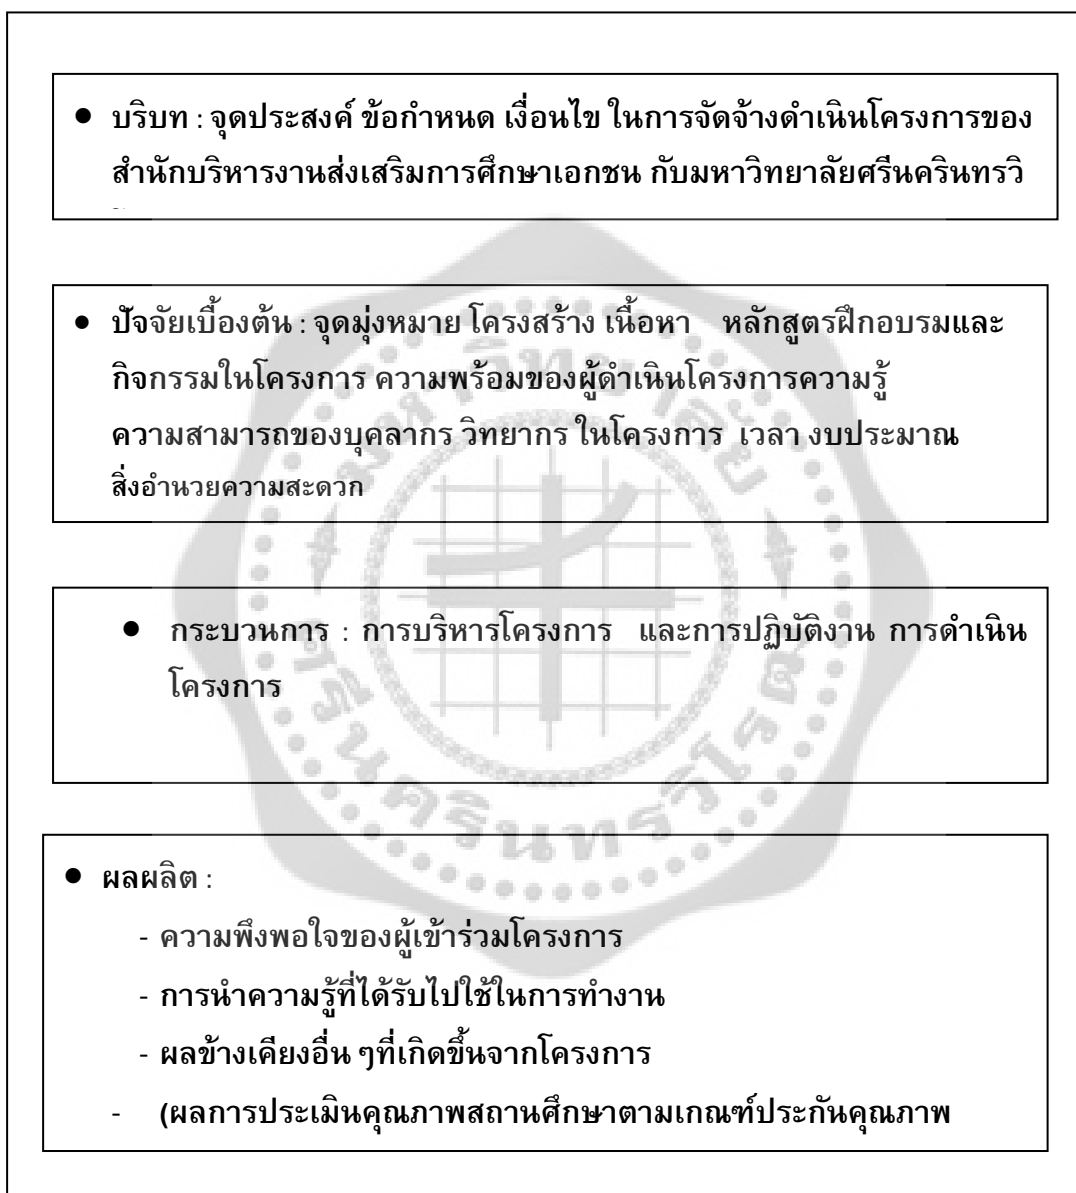 ● บริบท : จุดประสงค์ ข้อกำหนด เงื่อนไข ในการจัดจ้างดำเนินโครงการของ
สำนักบริหารงานส่งเสริมการศึกษาเอกชน กับมหาวิทยาลัยศรีนครินทรวิ
● ปัจจัยเบื้องต้น : จุดมุ่งหมาย โครงสร้าง เนื้อหา หลักสูตรฝึกอบรมและ
กิจกรรมในโครงการ ความพร้อมของผู้ดำเนินโครงการความรู้
ความสามารถของบุคลากร วิทยากร ในโครงการ เวลา งบประมาณ
สิ่งอำนวยความสะดวก
● กระบวนการ : การบริหารโครงการ และการปฏิบัติงาน การดำเนิน
โครงการ
● ผลผลิต :
- ความพึงพอใจของผู้เข้าร่วมโครงการ
- การนำความรู้ที่ได้รับไปใช้ในการทำงาน
- ผลข้างเคียงอื่น ๆที่เกิดขึ้นจากโครงการ
- (ผลการประเมินคุณภาพสถานศึกษาตามเกณฑ์ประกันคุณภาพ
มหาวิทยาลัย
ศรีนครินทรวิโรฒ